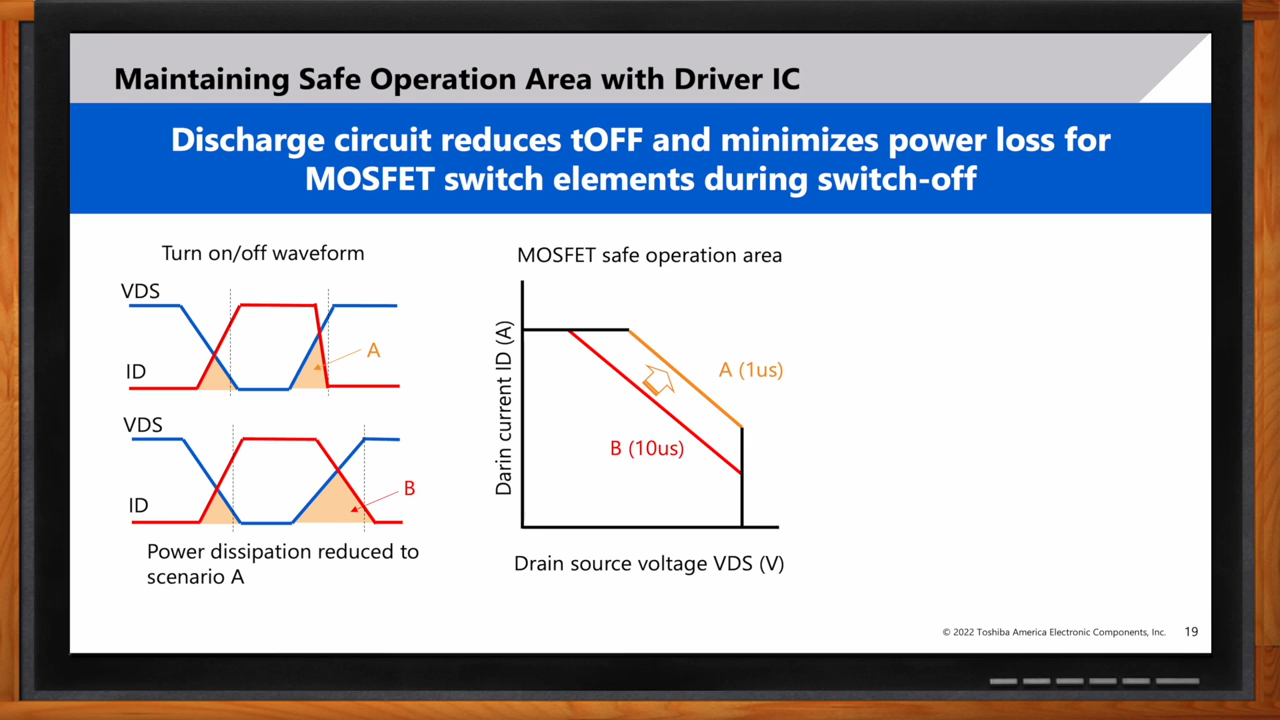 Maintaining Safe Operation Area with Driver IC
Discharge circuit reduces tOFF and minimizes power loss for
MOSFET switch elements during switch-off
Turn on/off waveform
VDS
ID
A
VDS
ID
B
Power dissipation reduced to
scenario A
MOSFET safe operation area
Darin current ID (A)
A (1us)
B (10us)
Drain source voltage VDS (V)
© 2022 Toshiba America Electronic Components, Inc.
19